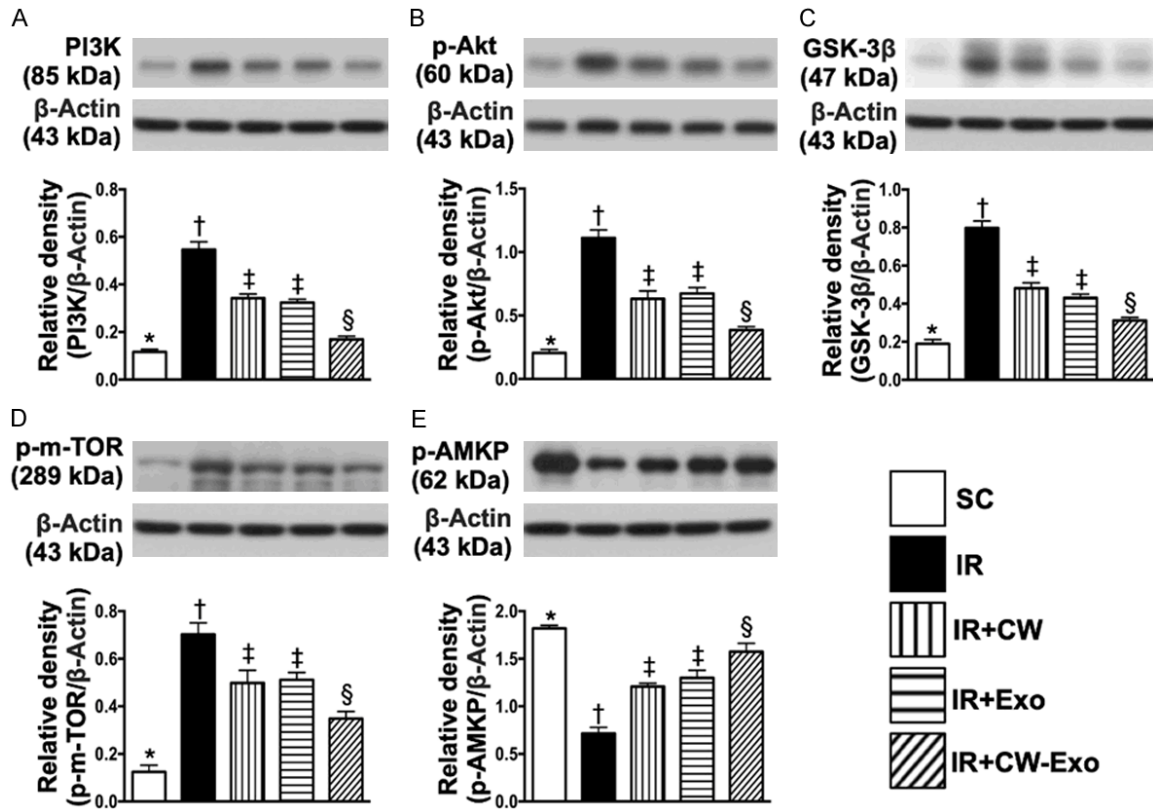 A
PI3K
(85 kDa)
β-Actin
(43 kDa)
Relative density
(PI3K/β-Actin)
0.8
0.6
0.4
0.2
0.0
*
†
‡
‡
§
B
p-Akt
(60 kDa)
β-Actin
(43 kDa)
Relative density
(p-Akt/β-Actin)
1.5
1.0
0.5
0.0
*
†
‡
‡
§
C
GSK-3β
(47 kDa)
β-Actin
(43 kDa)
Relative density
(GSK-3β/β-Actin)
1.0
0.8
0.6
0.4
0.2
0.0
*
†
‡
‡
§
D
p-m-TOR
(289 kDa)
β-Actin
(43 kDa)
Relative density
(p-m-TOR/β-Actin)
0.8
0.6
0.4
0.2
0.0
*
†
‡
‡
§
E
p-AMKP
(62 kDa)
β-Actin
(43 kDa)
Relative density
(p-AMKP/β-Actin)
2.0
1.5
1.0
0.5
0.0
*
†
‡
‡
§
SC
IR
IR+CW
IR+Exo
IR+CW-Exo